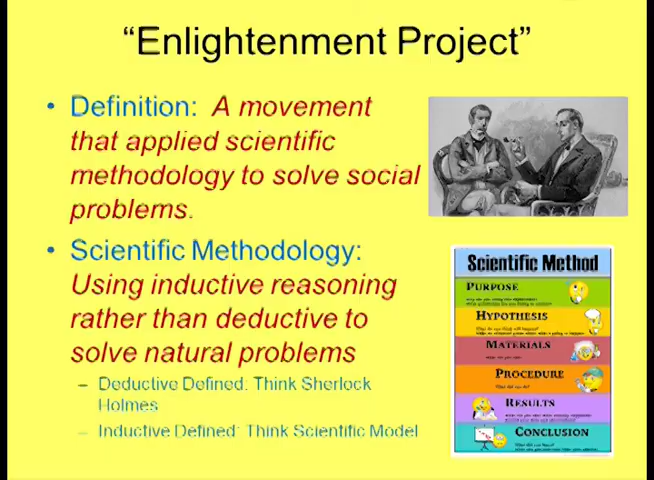 “Enlightenment Project”
• Definition: A movement
that applied scientific
methodology to solve social
problems.
• Scientific Methodology:
Using inductive reasoning
rather than deductive to
solve natural problems
– Deductive Defined: Think Sherlock
Holmes
– Inductive Defined: Think Scientific Model
Scientific Method
PURPOSE
HYPOTHESIS
MATERIALS
PROCEDURE
RESULTS
CONCLUSION